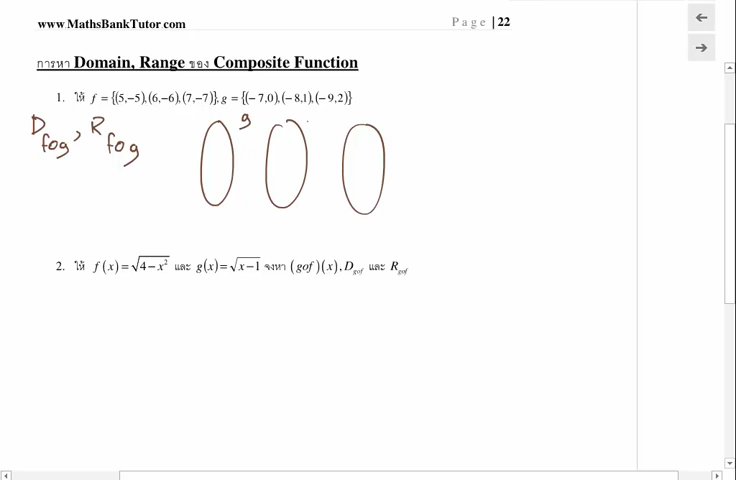 www.MathsBankTutor.com
Page | 22
การหา Domain, Range ของ Composite Function
1. ให้ f = {(5,−5),(6,−6),(7,−7)}, g = {(−7,0),(−8,1),(−9,2)}
D fog , R fog
g
2. ให้ f(x)=√4−x² และ g(x)=√x−1 จงหา (gof)(x), D gof และ R gof